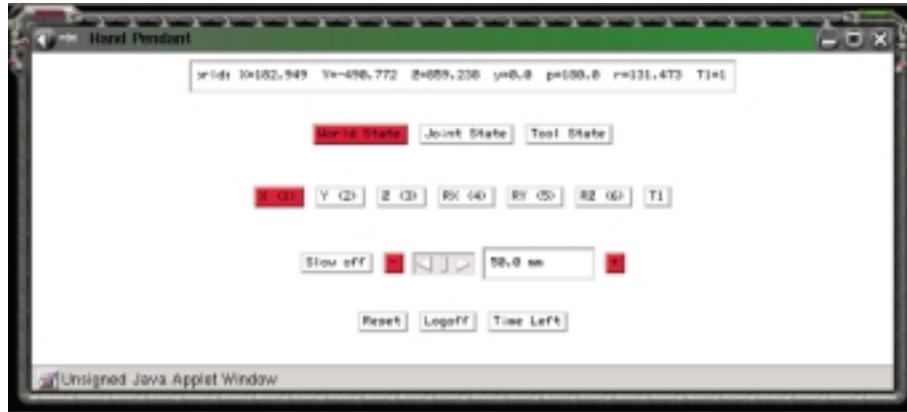 Hand Pendant
X=182.949 Y=-490.772 Z=859.238 y=0.0 p=180.0 r=131.473 T1=1
World State Joint State Tool State
X (1) Y (2) Z (3) RX (4) RY (5) RZ (6) T1
Slow off - 50.0 mm +
Reset Logoff Time Left
Unsigned Java Applet Window